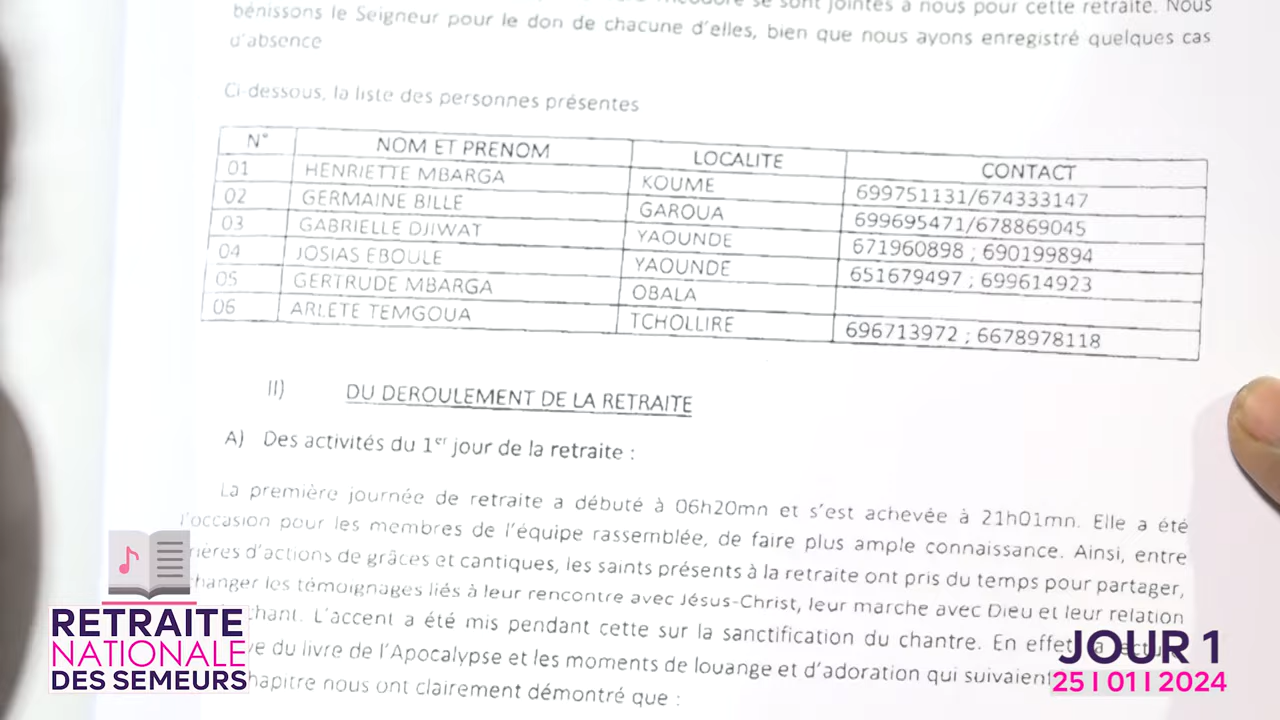 se sont jointes à nous pour cette retraite. Nous
bénissons le Seigneur pour le don de chacune d'elles, bien que nous ayons enregistré quelques cas
d'absence
Ci-dessous, la liste des personnes présentes
N° NOM ET PRENOM LOCALITE CONTACT
01 HENRIETTE MBARGA KOUME 699751131/674333147
02 GERMAINE BILLE GAROUA 699695471/678869045
03 GABRIELLE DJIWAT YAOUNDE 671960898 ; 690199894
04 JOSIAS EBOULE YAOUNDE 651679497 ; 699614923
05 GERTRUDE MBARGA OBALA
06 ARLETE TEMGOUA TCHOLLIRE 696713972 ; 6678978118
II) DU DEROULEMENT DE LA RETRAITE
A) Des activités du 1er jour de la retraite :
La première journée de retraite a débuté à 06h20mn et s'est achevée à 21h01mn. Elle a été
l'occasion pour les membres de l'équipe rassemblée, de faire plus ample connaissance. Ainsi, entre
d'actions de grâces et cantiques, les saints présents à la retraite ont pris du temps pour partager,
les témoignages liés à leur rencontre avec Jésus-Christ, leur marche avec Dieu et leur relation
chant. L'accent a été mis pendant cette sur la sanctification du chantre. En effet
du livre de l'Apocalypse et les moments de louange et d'adoration qui suivaient
chapitre nous ont clairement démontré que :
RETRAITE
NATIONALE
DES SEMEURS
JOUR 1
25 | 01 | 2024